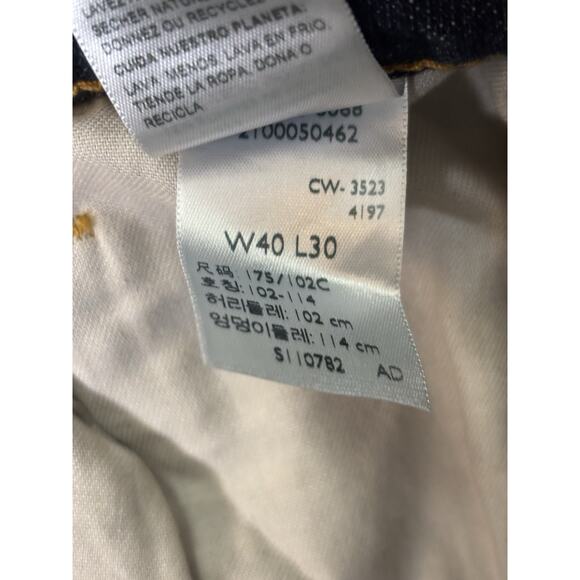 SÉCHER NATURE
DONNEZ OU RECYCLEZ
CUIDA NUESTRO PLANETA:
LAVA MENOS, LAVA EN FRIO,
TIENDE LA ROPA, DONA O
RECICLA
2100050462
CW- 3523
4197
W40 L30
尺码: 175/102C
호칭: 102-114
허리둘레: 102 cm
엉덩이둘레: 114 cm
S110782 AD